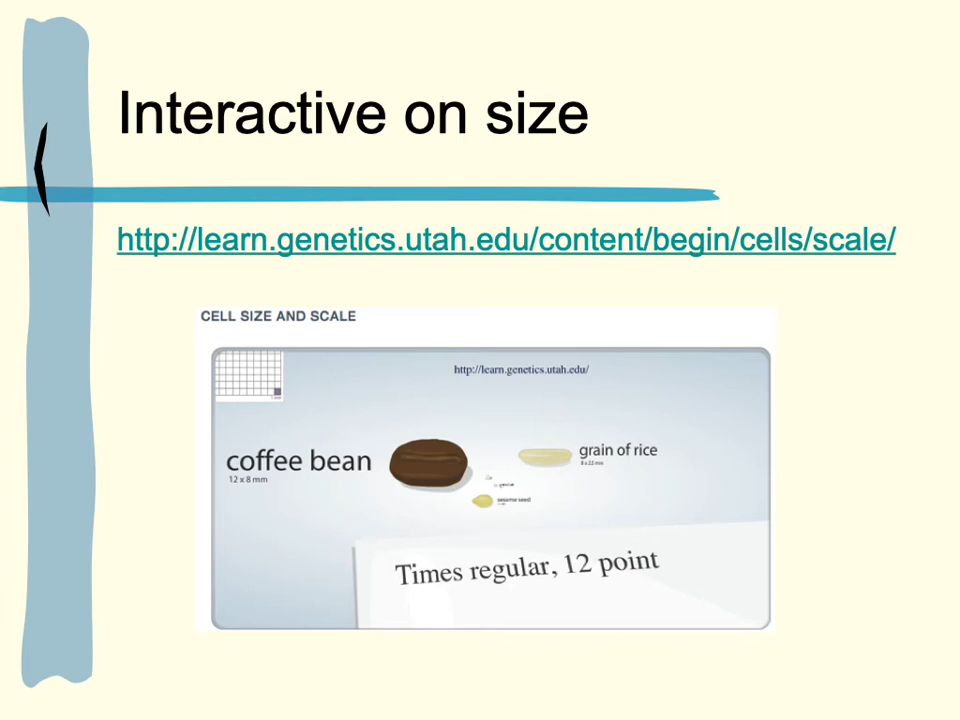 Interactive on size
http://learn.genetics.utah.edu/content/begin/cells/scale/
CELL SIZE AND SCALE
http://learn.genetics.utah.edu/
coffee bean
12 x 8 mm
grain of rice
sesame seed
Times regular, 12 point